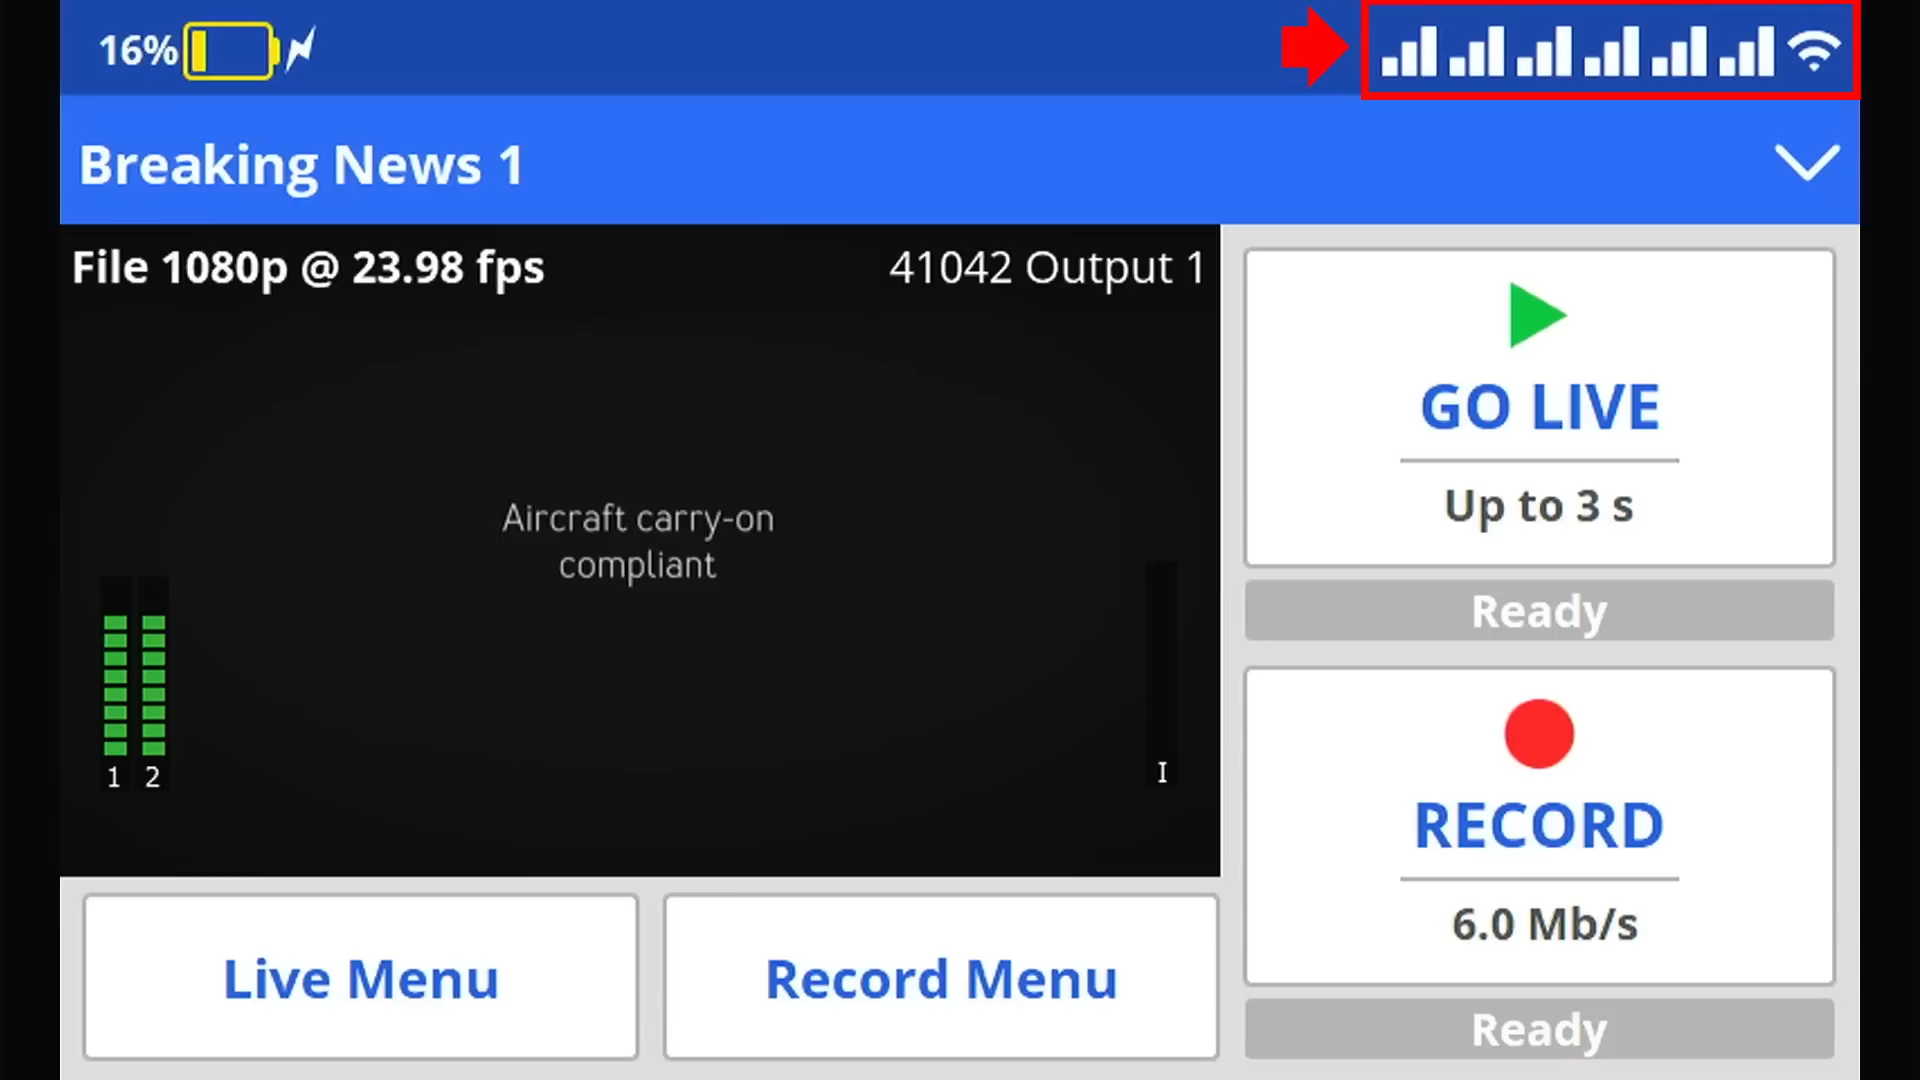 16%
Breaking News 1
File 1080p @ 23.98 fps
41042 Output 1
Aircraft carry-on
compliant
1 2
I
GO LIVE
Up to 3 s
Ready
RECORD
6.0 Mb/s
Ready
Live Menu
Record Menu